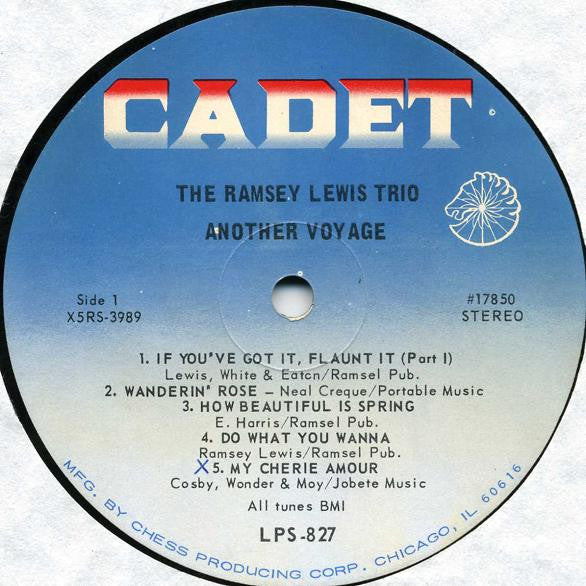 CADET
THE RAMSEY LEWIS TRIO
ANOTHER VOYAGE
Side 1
X5RS-3989
#17850
STEREO
1. IF YOU'VE GOT IT, FLAUNT IT (Part I)
Lewis, White & Eaton/Ramsel Pub.
2. WANDERIN' ROSE – Neal Creque/Portable Music
3. HOW BEAUTIFUL IS SPRING
E. Harris/Ramsel Pub.
4. DO WHAT YOU WANNA
Ramsey Lewis/Ramsel Pub.
X 5. MY CHERIE AMOUR
Cosby, Wonder & Moy/Jobete Music
All tunes BMI
LPS-827
MFG. BY CHESS PRODUCING CORP. CHICAGO, IL 60616